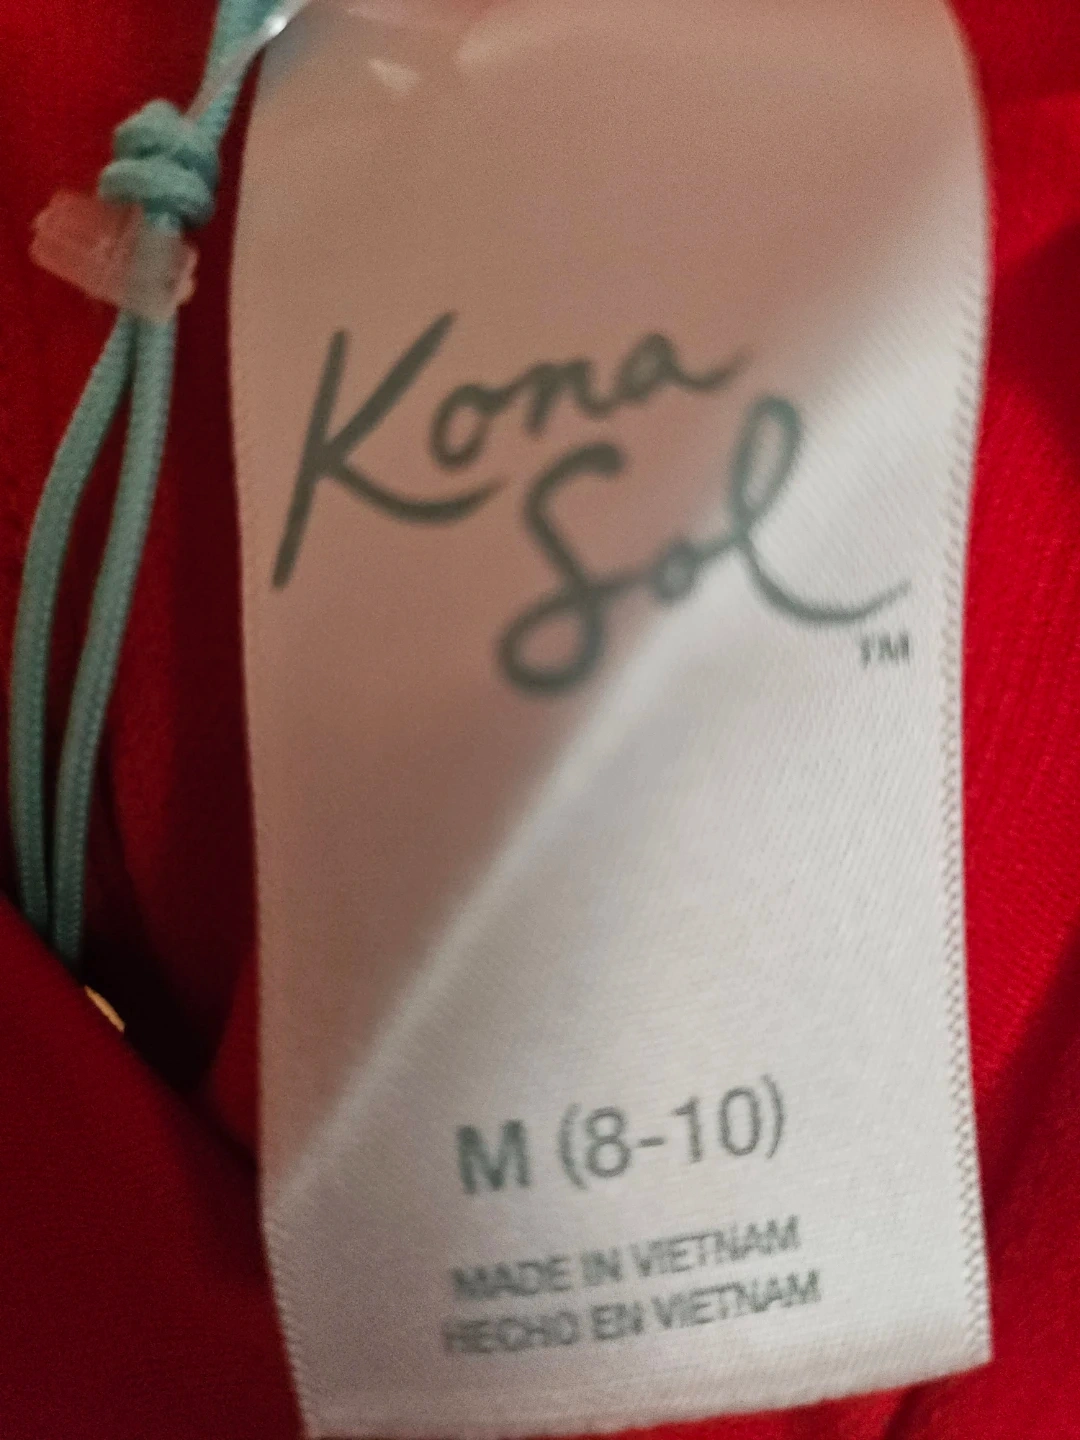 Kona
Sol
TM
M (8-10)
MADE IN VIETNAM
HECHO EN VIETNAM